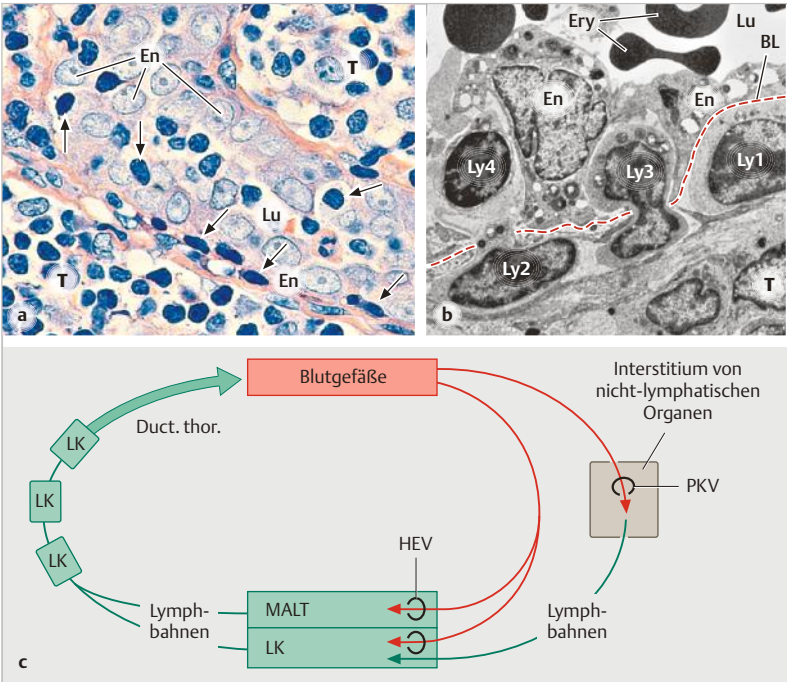 En
T
Lu
En
T
a
Ery
Lu
BL
En
En
Ly4
Ly3
Ly1
Ly2
T
b
Blutgefäße
Interstitium von
nicht-lymphatischen
Organen
Duct. thor.
LK
PKV
LK
HEV
LK
MALT
Lymph-
bahnen
Lymph-
bahnen
LK
c